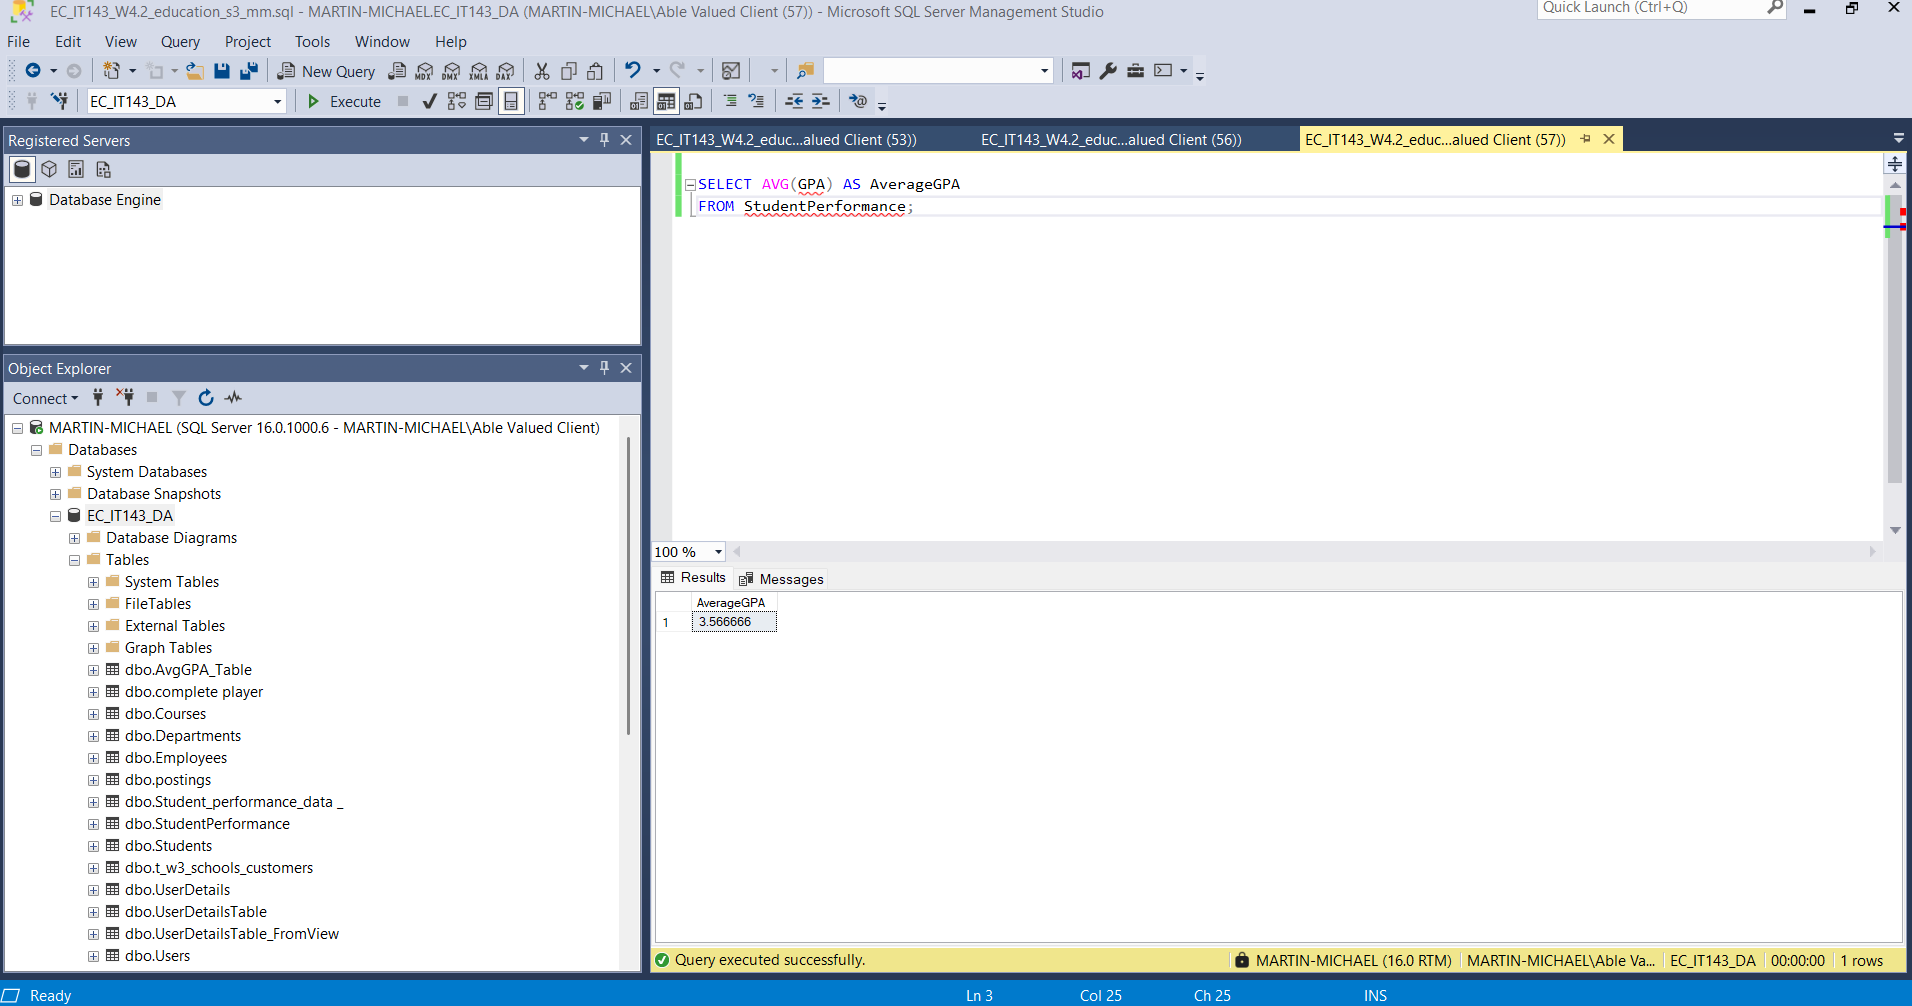 EC_IT143_W4.2_education_s3_mm.sql - MARTIN-MICHAEL.EC_IT143_DA (MARTIN-MICHAEL\Able Valued Client (57)) - Microsoft SQL Server Management Studio
Quick Launch (Ctrl+Q)
File Edit View Query Project Tools Window Help
New Query MDX DMX XMLA DAX
EC_IT143_DA Execute
Registered Servers
Database Engine
Object Explorer
Connect
MARTIN-MICHAEL (SQL Server 16.0.1000.6 - MARTIN-MICHAEL\Able Valued Client)
Databases
System Databases
Database Snapshots
EC_IT143_DA
Database Diagrams
Tables
System Tables
FileTables
External Tables
Graph Tables
dbo.AvgGPA_Table
dbo.complete player
dbo.Courses
dbo.Departments
dbo.Employees
dbo.postings
dbo.Student_performance_data _
dbo.StudentPerformance
dbo.Students
dbo.t_w3_schools_customers
dbo.UserDetails
dbo.UserDetailsTable
dbo.UserDetailsTable_FromView
dbo.Users
EC_IT143_W4.2_educ...alued Client (53)) EC_IT143_W4.2_educ...alued Client (56)) EC_IT143_W4.2_educ...alued Client (57))
SELECT AVG(GPA) AS AverageGPA
FROM StudentPerformance;
100 %
Results Messages
AverageGPA
1 3.566666
Query executed successfully. MARTIN-MICHAEL (16.0 RTM) MARTIN-MICHAEL\Able Va... EC_IT143_DA 00:00:00 1 rows
Ready Ln 3 Col 25 Ch 25 INS